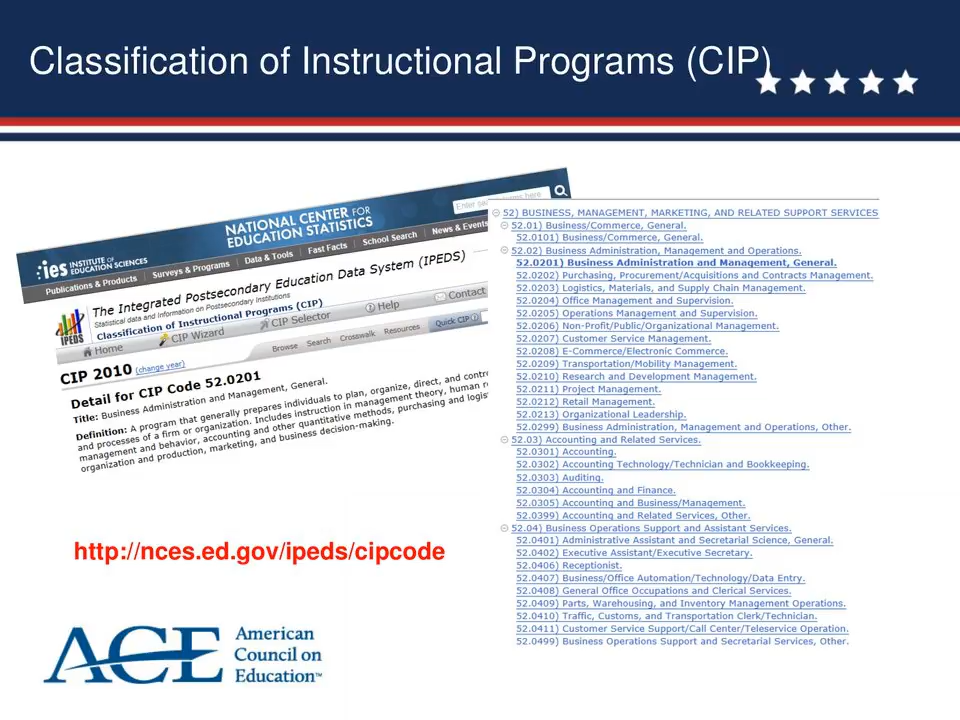 Classification of Instructional Programs (CIP)
ies INSTITUTE OF EDUCATION SCIENCES
NATIONAL CENTER FOR
EDUCATION STATISTICS
Publications & Products | Surveys & Programs | Data & Tools | Fast Facts | School Search | News & Events
The Integrated Postsecondary Education Data System (IPEDS)
Statistical data and information on Postsecondary Institutions
IPEDS
Classification of Instructional Programs (CIP)
Home CIP Wizard CIP Selector Help Contact
Browse Search Crosswalk Resources Quick CIP
CIP 2010 (change year)
Detail for CIP Code 52.0201
Title: Business Administration and Management, General.
Definition: A program that generally prepares individuals to plan, organize, direct, and
and processes of a firm or organization. Includes instruction in management theory, human
management and behavior, accounting and other quantitative methods, purchasing and
organization and production, marketing, and business decision-making.
52) BUSINESS, MANAGEMENT, MARKETING, AND RELATED SUPPORT SERVICES
52.01) Business/Commerce, General.
52.0101) Business/Commerce, General.
52.02) Business Administration, Management and Operations.
52.0201) Business Administration and Management, General.
52.0202) Purchasing, Procurement/Acquisitions and Contracts Management.
52.0203) Logistics, Materials, and Supply Chain Management.
52.0204) Office Management and Supervision.
52.0205) Operations Management and Supervision.
52.0206) Non-Profit/Public/Organizational Management.
52.0207) Customer Service Management.
52.0208) E-Commerce/Electronic Commerce.
52.0209) Transportation/Mobility Management.
52.0210) Research and Development Management.
52.0211) Project Management.
52.0212) Retail Management.
52.0213) Organizational Leadership.
52.0299) Business Administration, Management and Operations, Other.
52.03) Accounting and Related Services.
52.0301) Accounting.
52.0302) Accounting Technology/Technician and Bookkeeping.
52.0303) Auditing.
52.0304) Accounting and Finance.
52.0305) Accounting and Business/Management.
52.0399) Accounting and Related Services, Other.
52.04) Business Operations Support and Assistant Services.
52.0401) Administrative Assistant and Secretarial Science, General.
52.0402) Executive Assistant/Executive Secretary.
52.0406) Receptionist.
52.0407) Business/Office Automation/Technology/Data Entry.
52.0408) General Office Occupations and Clerical Services.
52.0409) Parts, Warehousing, and Inventory Management Operations.
52.0410) Traffic, Customs, and Transportation Clerk/Technician.
52.0411) Customer Service Support/Call Center/Teleservice Operation.
52.0499) Business Operations Support and Secretarial Services, Other.
http://nces.ed.gov/ipeds/cipcode
ACE
American
Council on
Education™